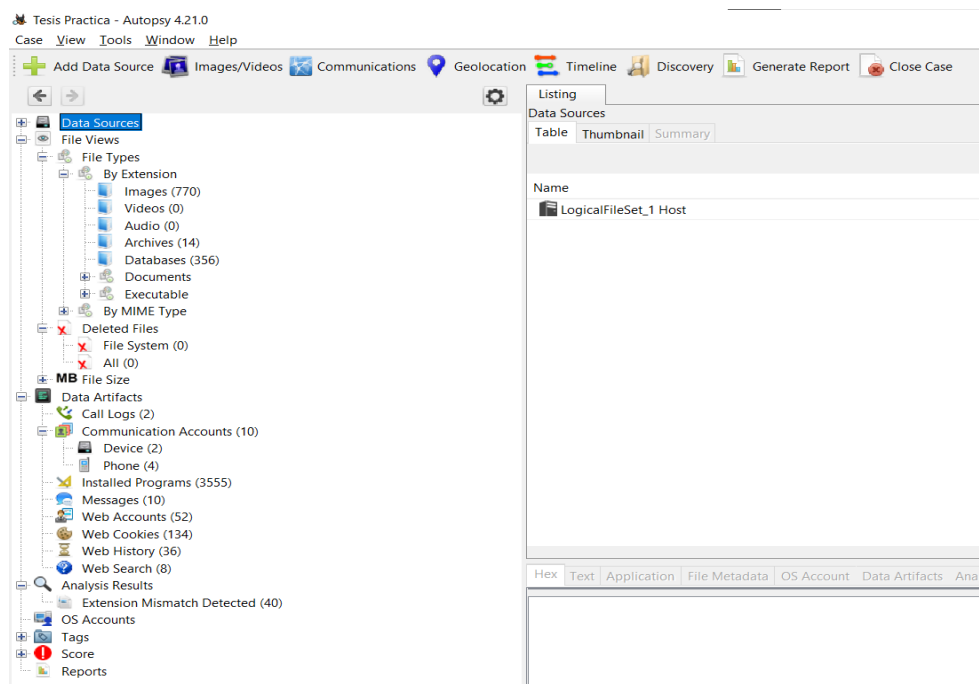 Tesis Practica - Autopsy 4.21.0
Case View Tools Window Help
Add Data Source Images/Videos Communications Geolocation Timeline Discovery Generate Report Close Case
Listing
Data Sources
Table Thumbnail Summary
Name
LogicalFileSet_1 Host
Data Sources
File Views
File Types
By Extension
Images (770)
Videos (0)
Audio (0)
Archives (14)
Databases (356)
Documents
Executable
By MIME Type
Deleted Files
File System (0)
All (0)
MB File Size
Data Artifacts
Call Logs (2)
Communication Accounts (10)
Device (2)
Phone (4)
Installed Programs (3555)
Messages (10)
Web Accounts (52)
Web Cookies (134)
Web History (36)
Web Search (8)
Analysis Results
Extension Mismatch Detected (40)
OS Accounts
Tags
Score
Reports
Hex Text Application File Metadata OS Account Data Artifacts Ana